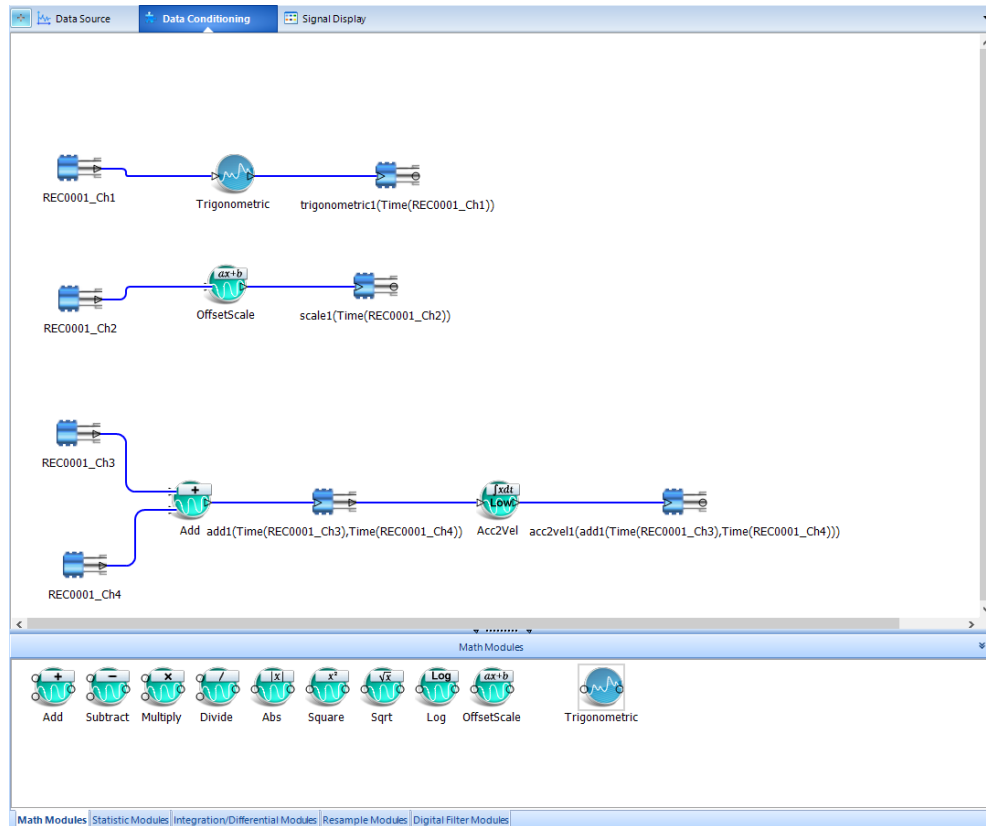 Data Source Data Conditioning Signal Display
REC0001_Ch1 Trigonometric trigonometric1(Time(REC0001_Ch1))
ax+b
REC0001_Ch2 OffsetScale scale1(Time(REC0001_Ch2))
REC0001_Ch3
+ ∫xdt
Low
Add add1(Time(REC0001_Ch3),Time(REC0001_Ch4)) Acc2Vel acc2vel1(add1(Time(REC0001_Ch3),Time(REC0001_Ch4)))
REC0001_Ch4
Math Modules
+ − × / |x| x² √x Log ax+b
Add Subtract Multiply Divide Abs Square Sqrt Log OffsetScale Trigonometric
Math Modules Statistic Modules Integration/Differential Modules Resample Modules Digital Filter Modules